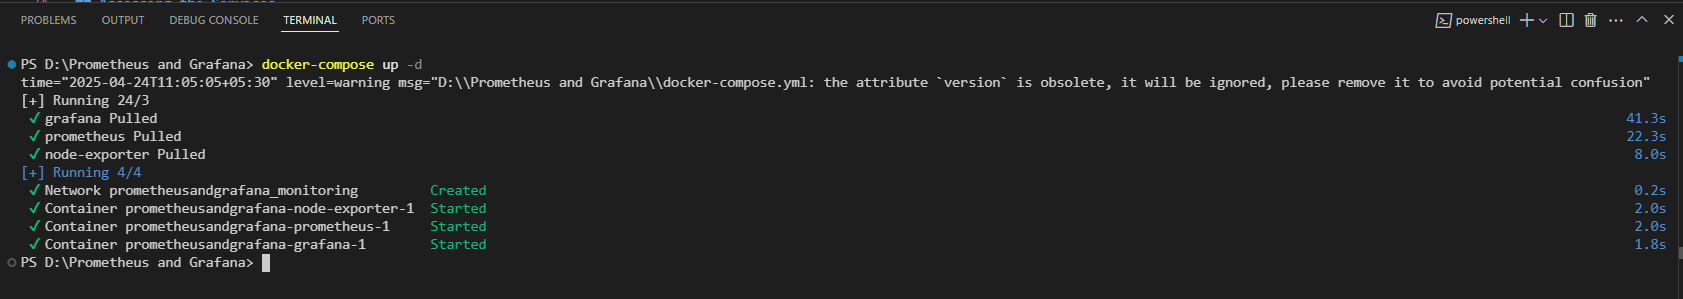 PROBLEMS OUTPUT DEBUG CONSOLE TERMINAL PORTS powershell
PS D:\Prometheus and Grafana> docker-compose up -d
time="2025-04-24T11:05:05+05:30" level=warning msg="D:\\Prometheus and Grafana\\docker-compose.yml: the attribute `version` is obsolete, it will be ignored, please remove it to avoid potential confusion"
[+] Running 24/3
✓ grafana Pulled 41.3s
✓ prometheus Pulled 22.3s
✓ node-exporter Pulled 8.0s
[+] Running 4/4
✓ Network prometheusandgrafana_monitoring Created 0.2s
✓ Container prometheusandgrafana-node-exporter-1 Started 2.0s
✓ Container prometheusandgrafana-prometheus-1 Started 2.0s
✓ Container prometheusandgrafana-grafana-1 Started 1.8s
PS D:\Prometheus and Grafana>